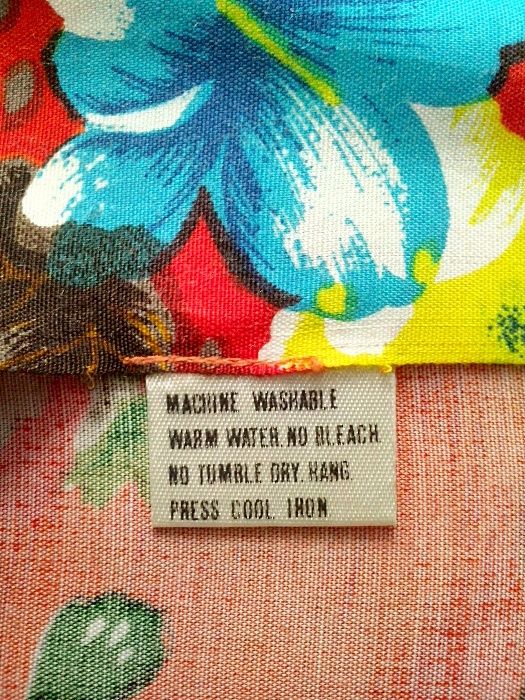 MACHINE WASHABLE
WARM WATER. NO BLEACH.
NO TUMBLE DRY. HANG.
PRESS COOL IRON